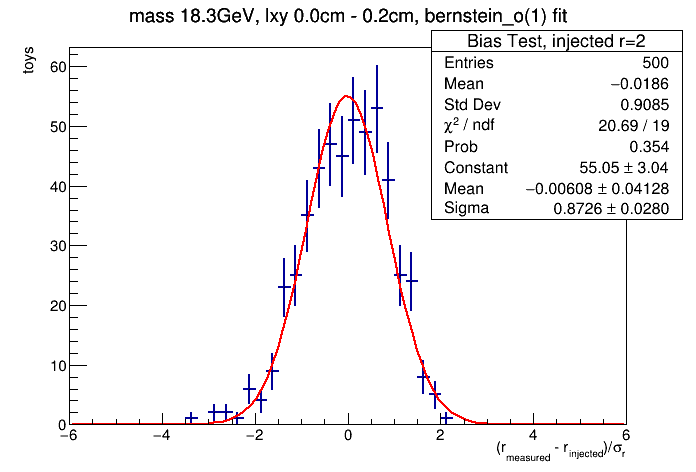 mass 18.3GeV, lxy 0.0cm - 0.2cm, bernstein_o(1) fit
toys
Bias Test, injected r=2
Entries 500
Mean −0.0186
Std Dev 0.9085
χ² / ndf 20.69 / 19
Prob 0.354
Constant 55.05 ± 3.04
Mean −0.00608 ± 0.04128
Sigma 0.8726 ± 0.0280
60
50
40
30
20
10
0
−6 −4 −2 0 2 4 6
(r_measured - r_injected)/σ_r